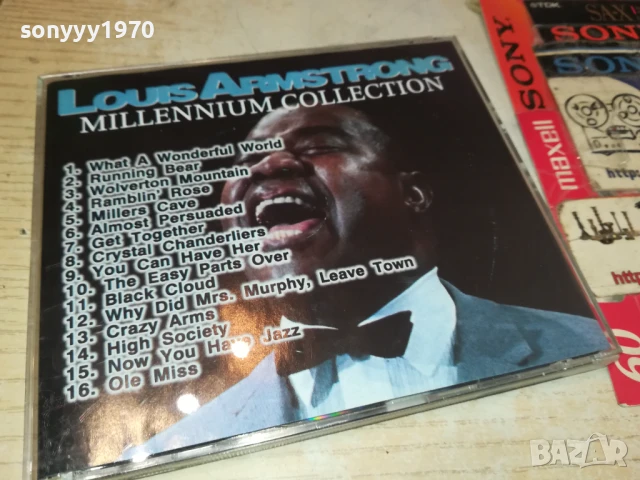 sonyyy1970
LOUIS ARMSTRONG
MILLENNIUM COLLECTION
1. What A Wonderful World
2. Running Bear
3. Wolverton Mountain
4. Ramblin' Rose
5. Millers Cave
6. Almost Persuaded
7. Get Together
8. Crystal Chanderliers
9. You Can Have Her
10. The Easy Parts Over
11. Black Cloud
12. Why Did Mrs. Murphy, Leave Town
13. Crazy Arms
14. High Society
15. Now You Have Jazz
16. Ole Miss
SONY
maxell
TDK
SAX
SONY
60
BAZAR
bazar.bg